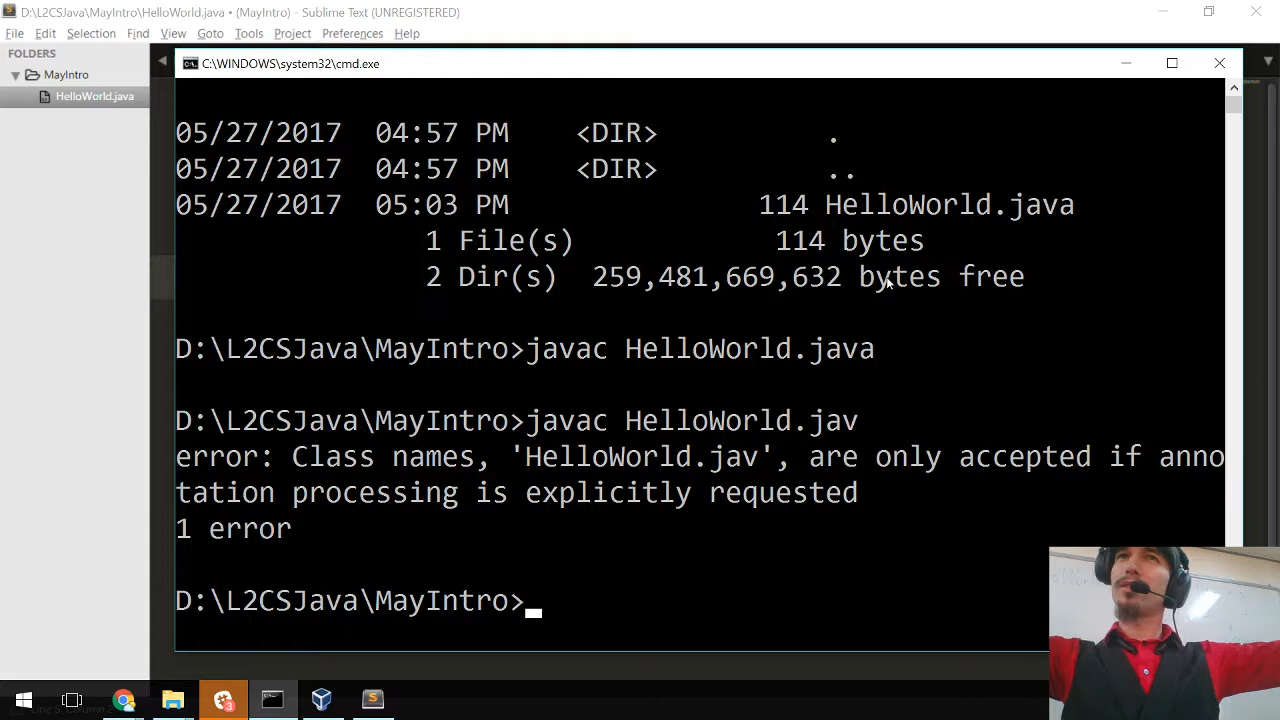 D:\L2CSJava\MayIntro\HelloWorld.java • (MayIntro) - Sublime Text (UNREGISTERED)
File Edit Selection Find View Goto Tools Project Preferences Help
FOLDERS
MayIntro
HelloWorld.java
C:\WINDOWS\system32\cmd.exe
05/27/2017 04:57 PM <DIR> .
05/27/2017 04:57 PM <DIR> ..
05/27/2017 05:03 PM 114 HelloWorld.java
1 File(s) 114 bytes
2 Dir(s) 259,481,669,632 bytes free
D:\L2CSJava\MayIntro>javac HelloWorld.java
D:\L2CSJava\MayIntro>javac HelloWorld.jav
error: Class names, 'HelloWorld.jav', are only accepted if anno
tation processing is explicitly requested
1 error
D:\L2CSJava\MayIntro>
3